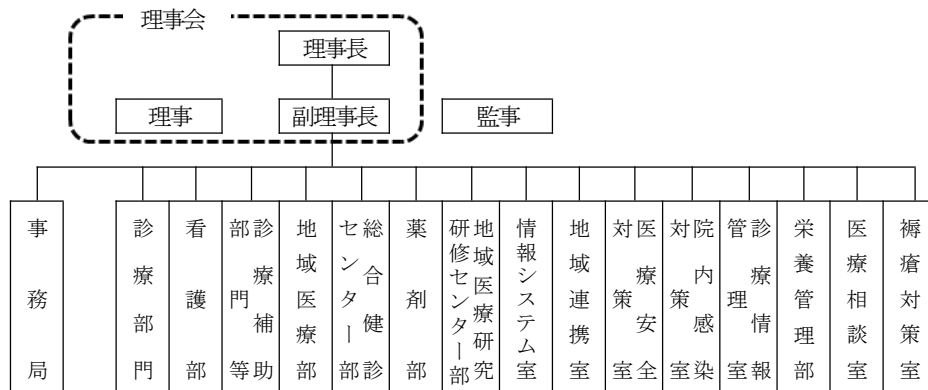 理事会
理事長
理事
副理事長
監事
事務局
診療部門
看護部
診療補助
部門等
地域医療部
総合健診
センター部
薬剤部
地域医療研究
研修センター部
情報システム室
地域連携室
医療安全
対策室
院内感染
対策室
診療情報
管理室
栄養管理部
医療相談室
褥瘡対策室